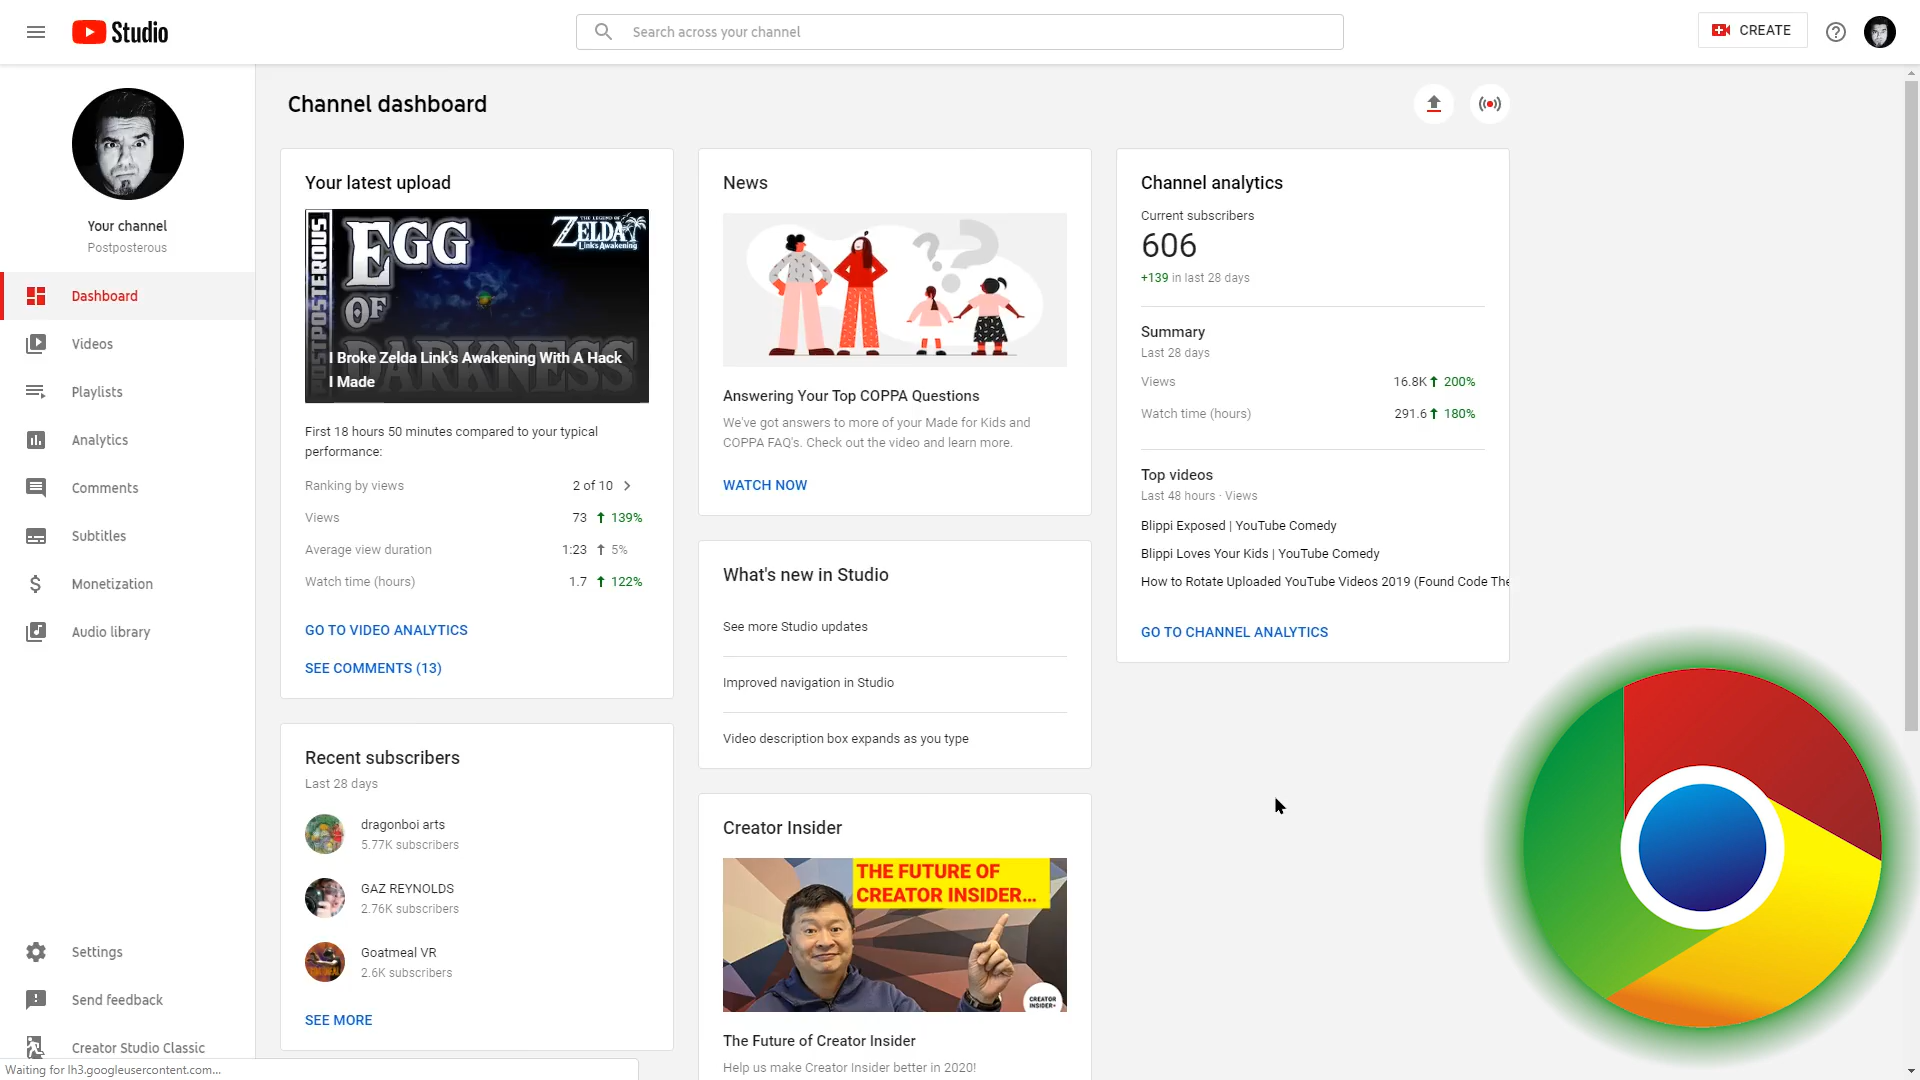 Studio
Search across your channel
CREATE
Your channel
Postposterous
Dashboard
Videos
Playlists
Analytics
Comments
Subtitles
Monetization
Audio library
Settings
Send feedback
Creator Studio Classic
Waiting for lh3.googleusercontent.com...
Channel dashboard
Your latest upload
POSTPOSTEROUS
EGG
OF
DARKNESS
THE LEGEND OF
ZELDA
Link's Awakening
I Broke Zelda Link's Awakening With A Hack
I Made
First 18 hours 50 minutes compared to your typical
performance:
Ranking by views 2 of 10
Views 73 139%
Average view duration 1:23 5%
Watch time (hours) 1.7 122%
GO TO VIDEO ANALYTICS
SEE COMMENTS (13)
Recent subscribers
Last 28 days
dragonboi arts
5.77K subscribers
GAZ REYNOLDS
2.76K subscribers
Goatmeal VR
2.6K subscribers
SEE MORE
News
Answering Your Top COPPA Questions
We've got answers to more of your Made for Kids and
COPPA FAQ's. Check out the video and learn more.
WATCH NOW
What's new in Studio
See more Studio updates
Improved navigation in Studio
Video description box expands as you type
Creator Insider
THE FUTURE OF
CREATOR INSIDER...
CREATOR
INSIDER+
The Future of Creator Insider
Help us make Creator Insider better in 2020!
Channel analytics
Current subscribers
606
+139 in last 28 days
Summary
Last 28 days
Views 16.8K 200%
Watch time (hours) 291.6 180%
Top videos
Last 48 hours · Views
Blippi Exposed | YouTube Comedy
Blippi Loves Your Kids | YouTube Comedy
How to Rotate Uploaded YouTube Videos 2019 (Found Code The
GO TO CHANNEL ANALYTICS